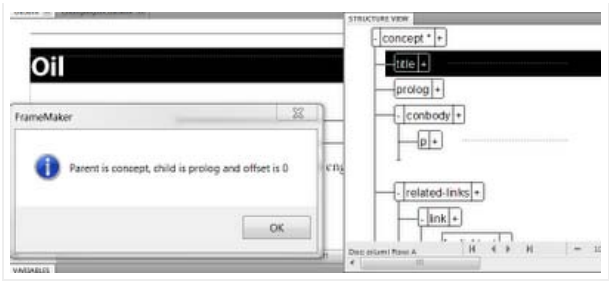 STRUCTURE VIEW
concept * +
Oil
title +
prolog +
FrameMaker
Parent is concept, child is prolog and offset is 0
OK
conbody +
p +
related-links +
link +
VARIABLES